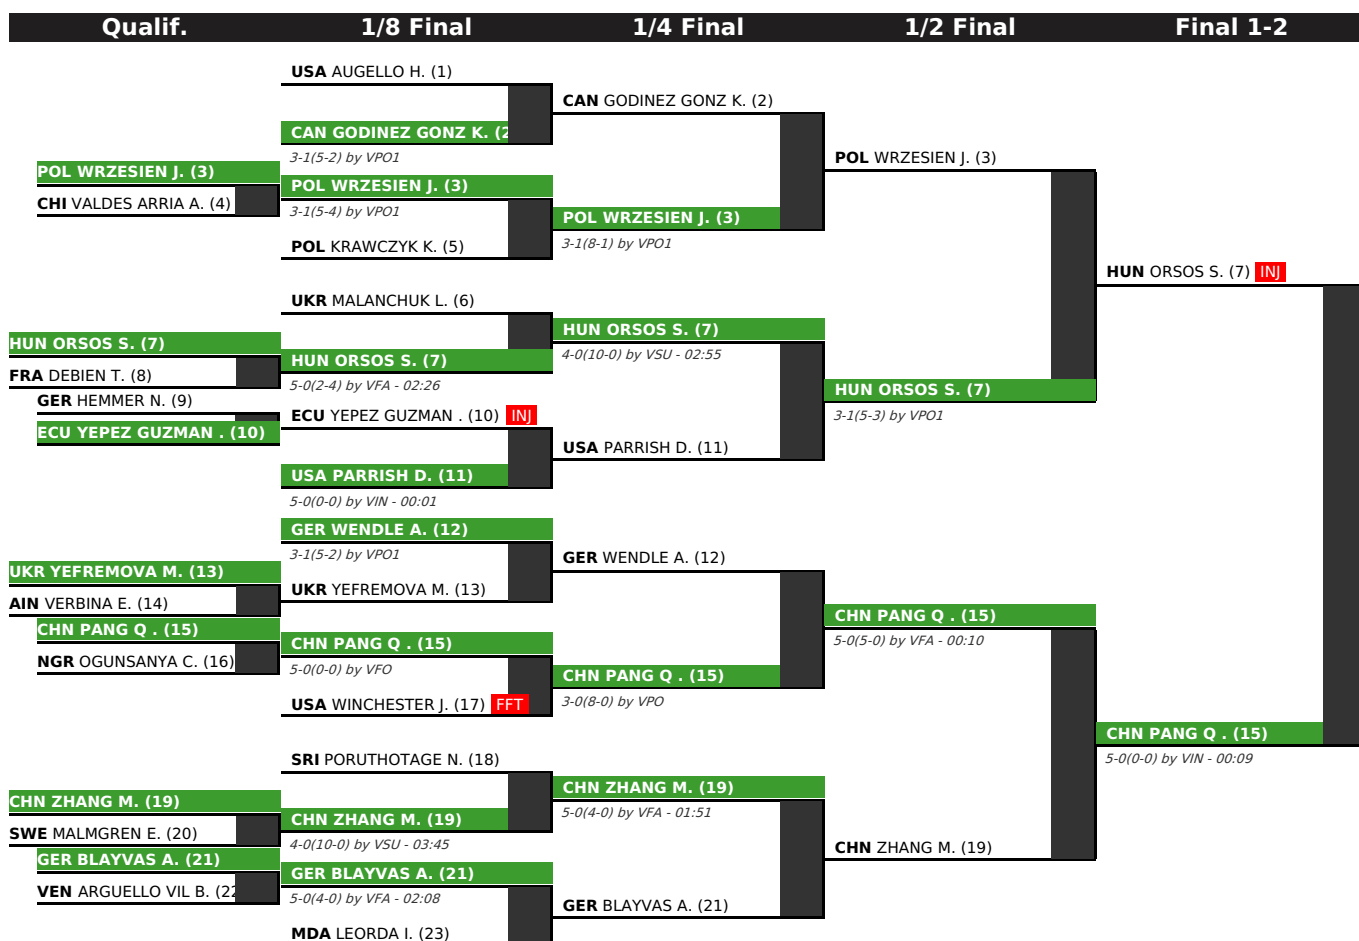 Qualif.
1/8 Final
1/4 Final
1/2 Final
Final 1-2
POL WRZESIEN J. (3)
CHI VALDES ARRIA A. (4)
HUN ORSOS S. (7)
FRA DEBIEN T. (8)
GER HEMMER N. (9)
ECU YEPEZ GUZMAN . (10)
UKR YEFREMOVA M. (13)
AIN VERBINA E. (14)
CHN PANG Q . (15)
NGR OGUNSANYA C. (16)
CHN ZHANG M. (19)
SWE MALMGREN E. (20)
GER BLAYVAS A. (21)
VEN ARGUELLO VIL B. (22
USA AUGELLO H. (1)
CAN GODINEZ GONZ K. (2
3-1(5-2) by VPO1
POL WRZESIEN J. (3)
3-1(5-4) by VPO1
POL KRAWCZYK K. (5)
UKR MALANCHUK L. (6)
HUN ORSOS S. (7)
5-0(2-4) by VFA - 02:26
ECU YEPEZ GUZMAN . (10) INJ
USA PARRISH D. (11)
5-0(0-0) by VIN - 00:01
GER WENDLE A. (12)
3-1(5-2) by VPO1
UKR YEFREMOVA M. (13)
CHN PANG Q . (15)
5-0(0-0) by VFO
USA WINCHESTER J. (17) FFT
SRI PORUTHOTAGE N. (18)
CHN ZHANG M. (19)
4-0(10-0) by VSU - 03:45
GER BLAYVAS A. (21)
5-0(4-0) by VFA - 02:08
MDA LEORDA I. (23)
CAN GODINEZ GONZ K. (2)
POL WRZESIEN J. (3)
3-1(8-1) by VPO1
HUN ORSOS S. (7)
4-0(10-0) by VSU - 02:55
USA PARRISH D. (11)
GER WENDLE A. (12)
CHN PANG Q . (15)
3-0(8-0) by VPO
CHN ZHANG M. (19)
5-0(4-0) by VFA - 01:51
GER BLAYVAS A. (21)
POL WRZESIEN J. (3)
HUN ORSOS S. (7)
3-1(5-3) by VPO1
CHN PANG Q . (15)
5-0(5-0) by VFA - 00:10
CHN ZHANG M. (19)
HUN ORSOS S. (7) INJ
CHN PANG Q . (15)
5-0(0-0) by VIN - 00:09